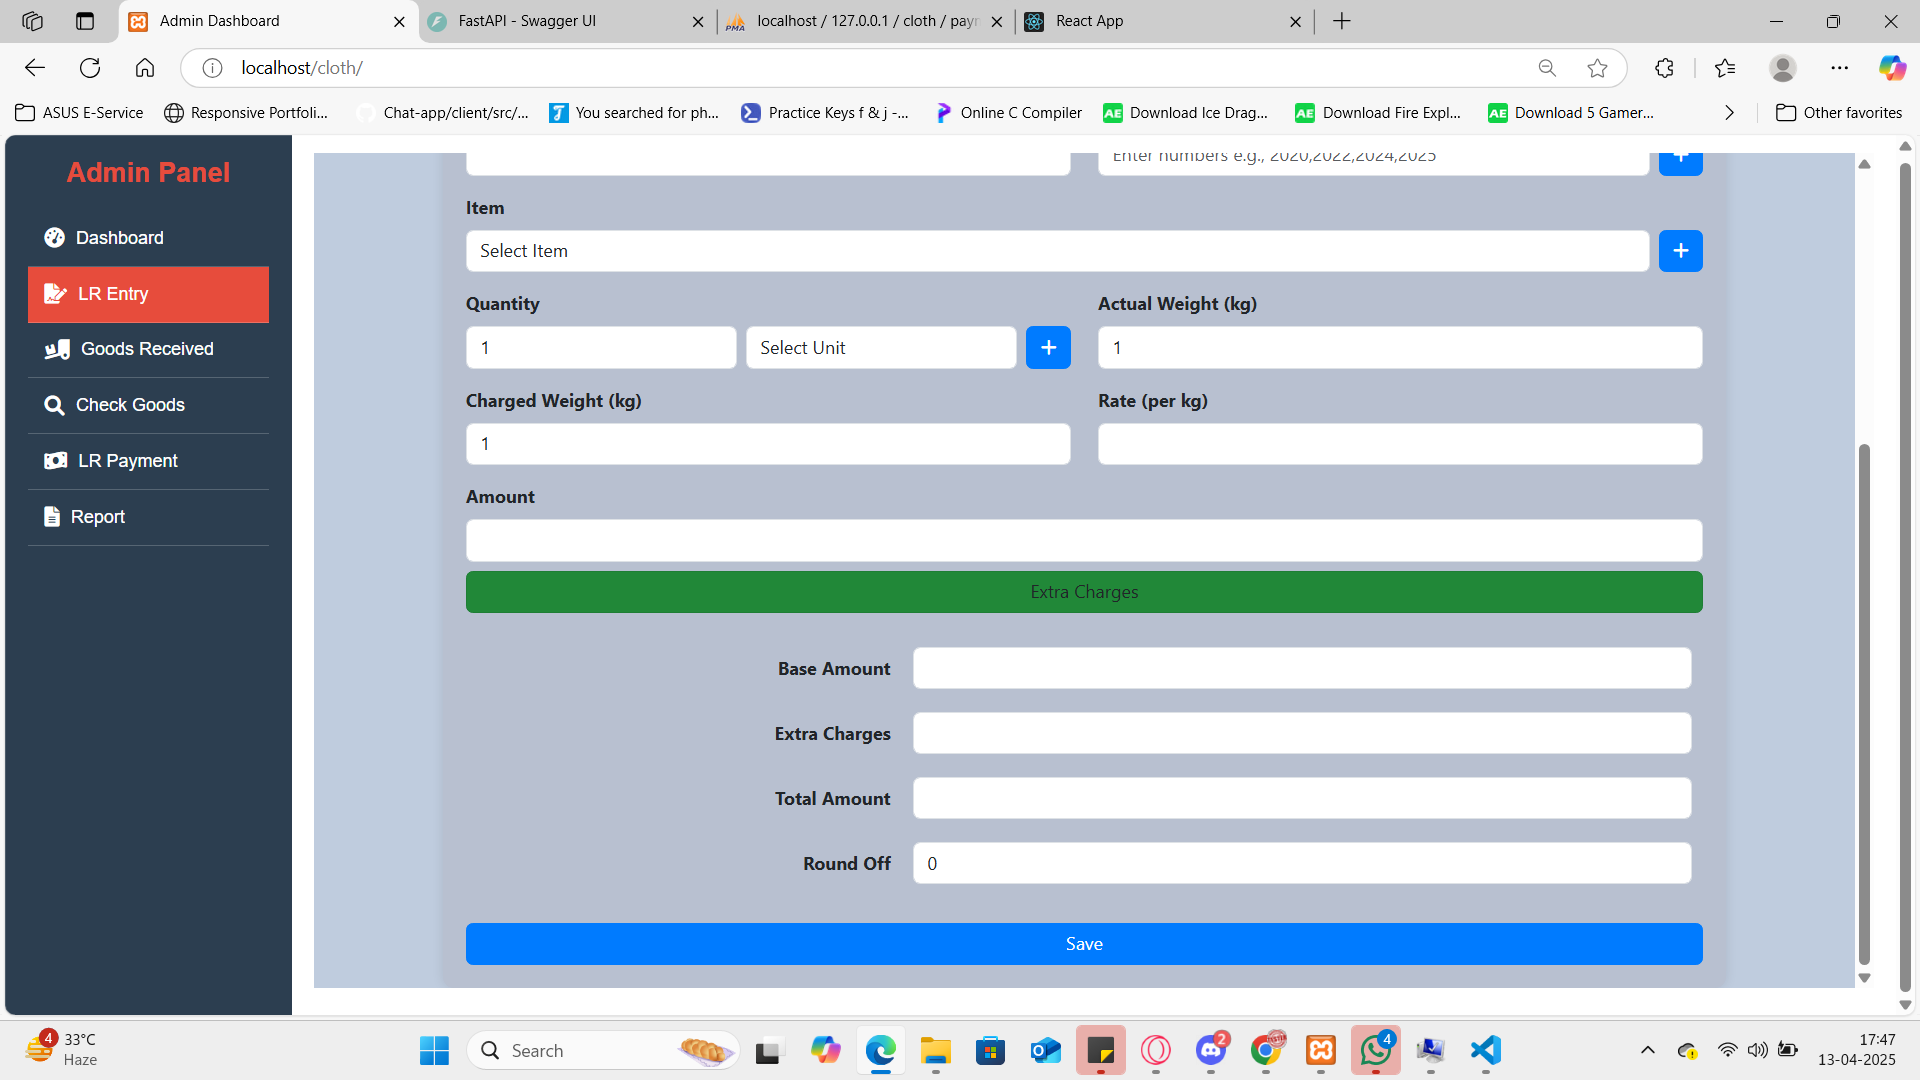 Admin Dashboard
FastAPI - Swagger UI
localhost / 127.0.0.1 / cloth / payn
React App
localhost/cloth/
ASUS E-Service
Responsive Portfoli...
Chat-app/client/src/...
You searched for ph...
Practice Keys f & j -...
Online C Compiler
AE Download Ice Drag...
AE Download Fire Expl...
AE Download 5 Gamer...
Other favorites
Admin Panel
Dashboard
LR Entry
Goods Received
Check Goods
LR Payment
Report
Enter numbers e.g., 2020,2022,2024,2025
+
Item
Select Item
+
Quantity
Actual Weight (kg)
1
Select Unit
+
1
Charged Weight (kg)
Rate (per kg)
1
Amount
Extra Charges
Base Amount
Extra Charges
Total Amount
Round Off
0
Save
4
33°C
Haze
Search
2
4
17:47
13-04-2025